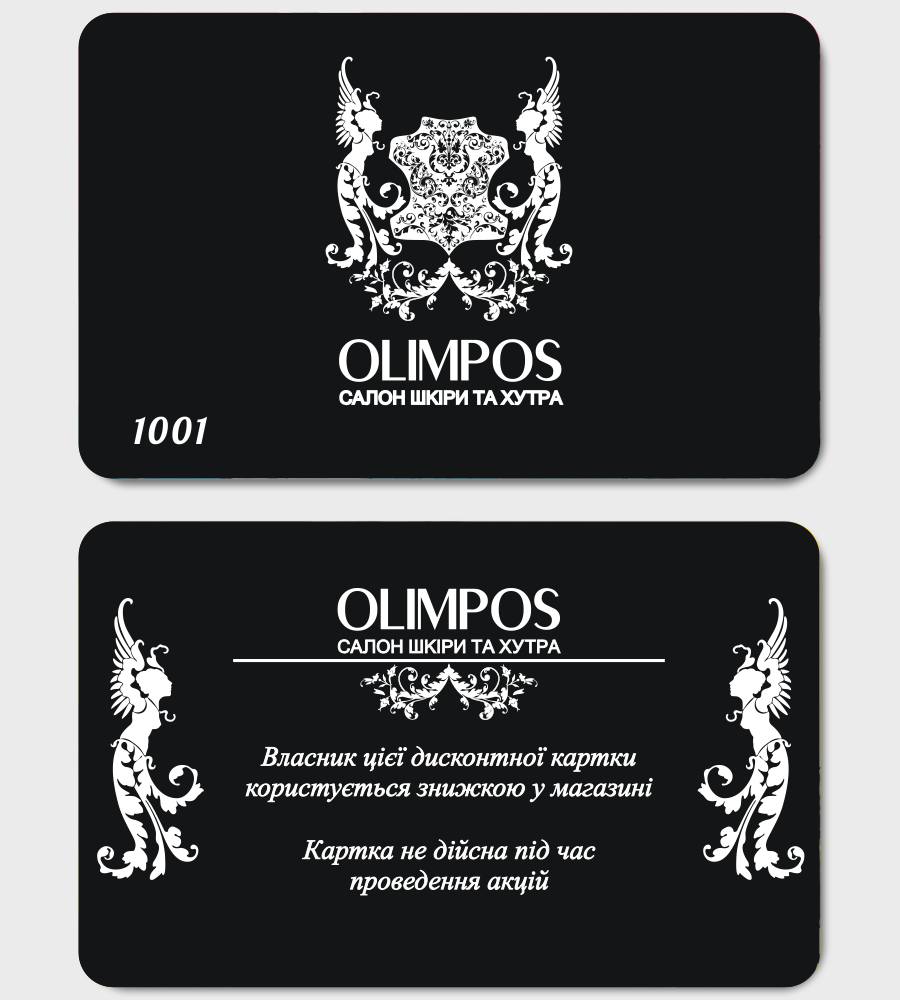 OLIMPOS
САЛОН ШКІРИ ТА ХУТРА
1001
OLIMPOS
САЛОН ШКІРИ ТА ХУТРА
Власник цієї дисконтної картки
користується знижкою у магазині
Картка не дійсна під час
проведення акцій